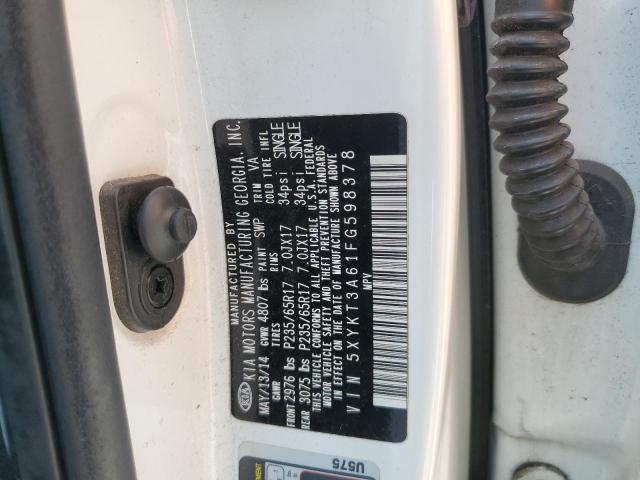 MANUFACTURED BY
KIA KIA MOTORS MANUFACTURING GEORGIA, INC.
MAY/13/14 GVWR 4807 lbs PAINT SWP TRIM VA
GAWR RIMS COLD TIRE INFL
FRONT 2976 lbs P235/65R17 7.0JX17 34psi SINGLE
REAR 3075 lbs P235/65R17 7.0JX17 34psi SINGLE
THIS VEHICLE CONFORMS TO ALL APPLICABLE U.S.A. FEDERAL
MOTOR VEHICLE SAFETY AND THEFT PREVENTION STANDARDS
IN EFFECT ON THE DATE OF MANUFACTURE SHOWN ABOVE.
VIN 5XYKT3A61FG598378
MPV
U575